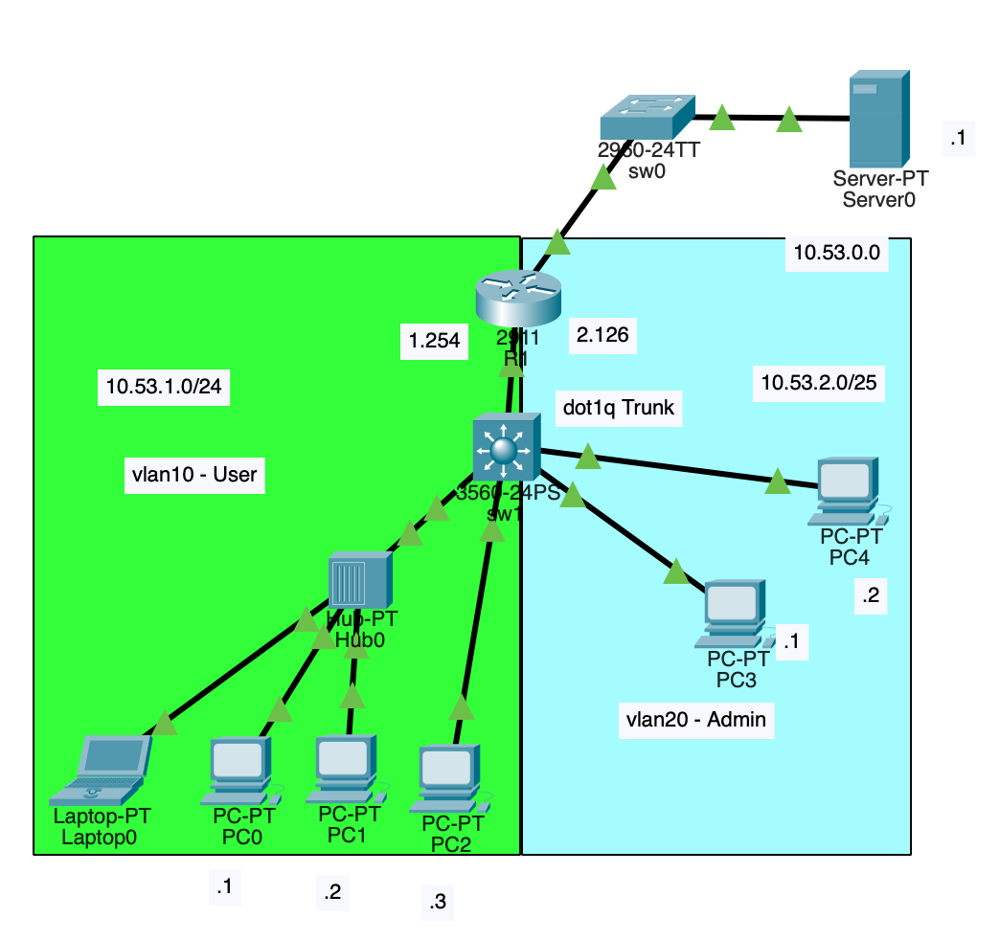 2960-24TT
sw0
.1
Server-PT
Server0
10.53.0.0
1.254
2911
R1
2.126
10.53.1.0/24
10.53.2.0/25
dot1q Trunk
vlan10 - User
3560-24PS
sw1
PC-PT
PC4
.2
Hub-PT
Hub0
.1
PC-PT
PC3
vlan20 - Admin
Laptop-PT
Laptop0
PC-PT
PC0
PC-PT
PC1
PC-PT
PC2
.1
.2
.3